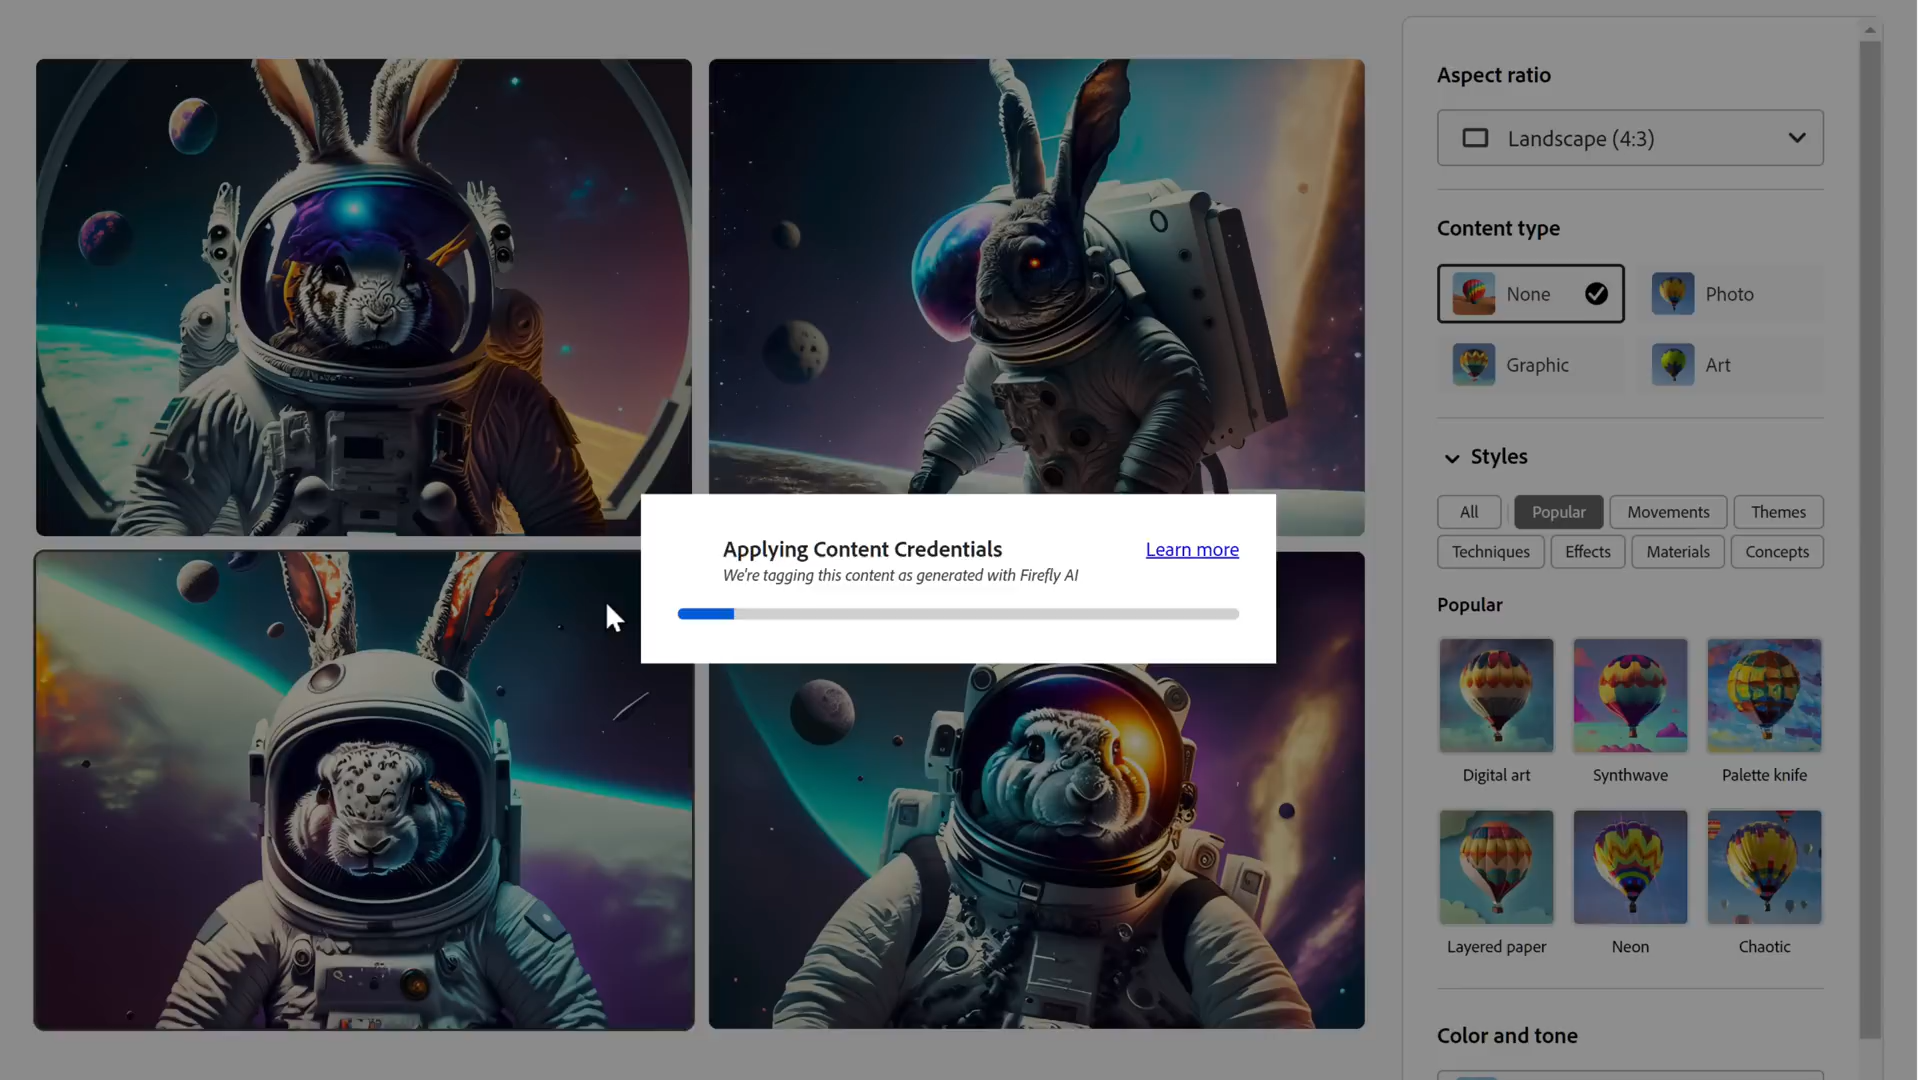 Aspect ratio
Landscape (4:3)
Content type
None
Photo
Graphic
Art
Styles
All
Popular
Movements
Themes
Techniques
Effects
Materials
Concepts
Popular
Digital art
Synthwave
Palette knife
Layered paper
Neon
Chaotic
Color and tone
Applying Content Credentials
Learn more
We're tagging this content as generated with Firefly AI